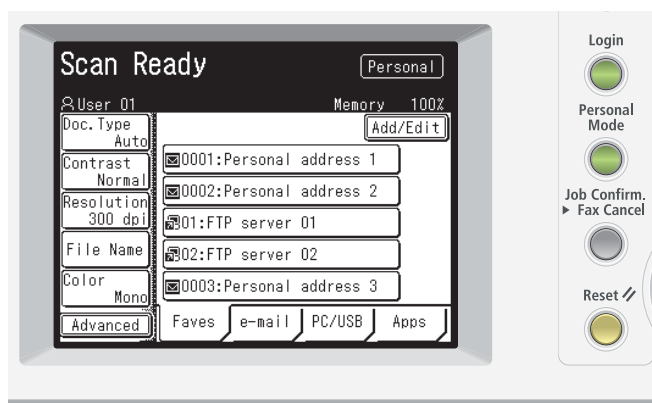 Scan Ready
Personal
User 01
Memory 100%
Doc.Type
Auto
Contrast
Normal
Resolution
300 dpi
File Name
Color
Mono
Advanced
Add/Edit
0001:Personal address 1
0002:Personal address 2
01:FTP server 01
02:FTP server 02
0003:Personal address 3
Faves
e-mail
PC/USB
Apps
Login
Personal
Mode
Job Confirm.
▶ Fax Cancel
Reset //